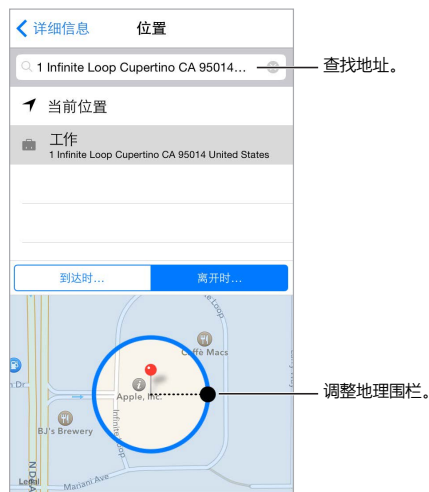 详细信息
位置
1 Infinite Loop Cupertino CA 95014...
查找地址。
当前位置
工作
1 Infinite Loop Cupertino CA 95014 United States
到达时...
离开时...
Loop
Caffè Macs
n Dr
Apple, Inc.
调整地理围栏。
BJ's Brewery
Infinite Loop
N D
Legal
Mariani Ave